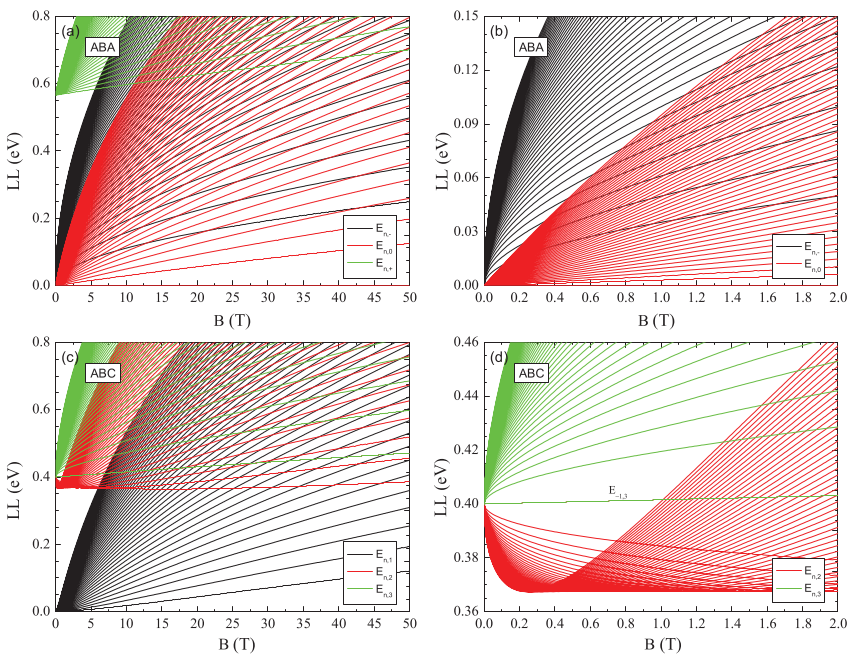 (a)
ABA
LL (eV)
0.8
0.6
0.4
0.2
0.0
E_{n,-}
E_{n,0}
E_{n,+}
0 5 10 15 20 25 30 35 40 45 50
B (T)
(b)
ABA
LL (eV)
0.15
0.12
0.09
0.06
0.03
0.00
E_{n,-}
E_{n,0}
0.0 0.2 0.4 0.6 0.8 1.0 1.2 1.4 1.6 1.8 2.0
B (T)
(c)
ABC
LL (eV)
0.8
0.6
0.4
0.2
0.0
E_{n,1}
E_{n,2}
E_{n,3}
0 5 10 15 20 25 30 35 40 45 50
B (T)
(d)
ABC
LL (eV)
0.46
0.44
0.42
0.40
0.38
0.36
E_{-1,3}
E_{n,2}
E_{n,3}
0.0 0.2 0.4 0.6 0.8 1.0 1.2 1.4 1.6 1.8 2.0
B (T)